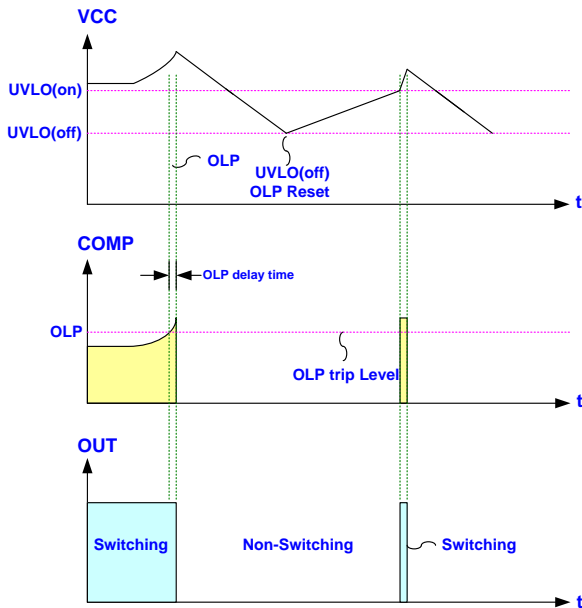 VCC
UVLO(on)
UVLO(off)
OLP
UVLO(off)
OLP Reset
t
COMP
OLP delay time
OLP
OLP trip Level
t
OUT
Switching
Non-Switching
Switching
t